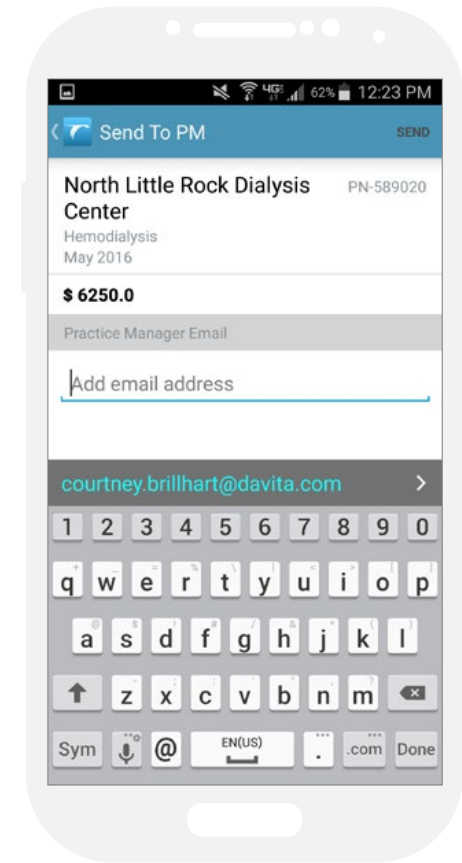 4G 62% 12:23 PM
Send To PM SEND
North Little Rock Dialysis PN-589020
Center
Hemodialysis
May 2016
$ 6250.0
Practice Manager Email
Add email address
courtney.brillhart@davita.com
1 2 3 4 5 6 7 8 9 0
q w e r t y u i o p
a s d f g h j k l
z x c v b n m
Sym @ EN(US) . .com Done